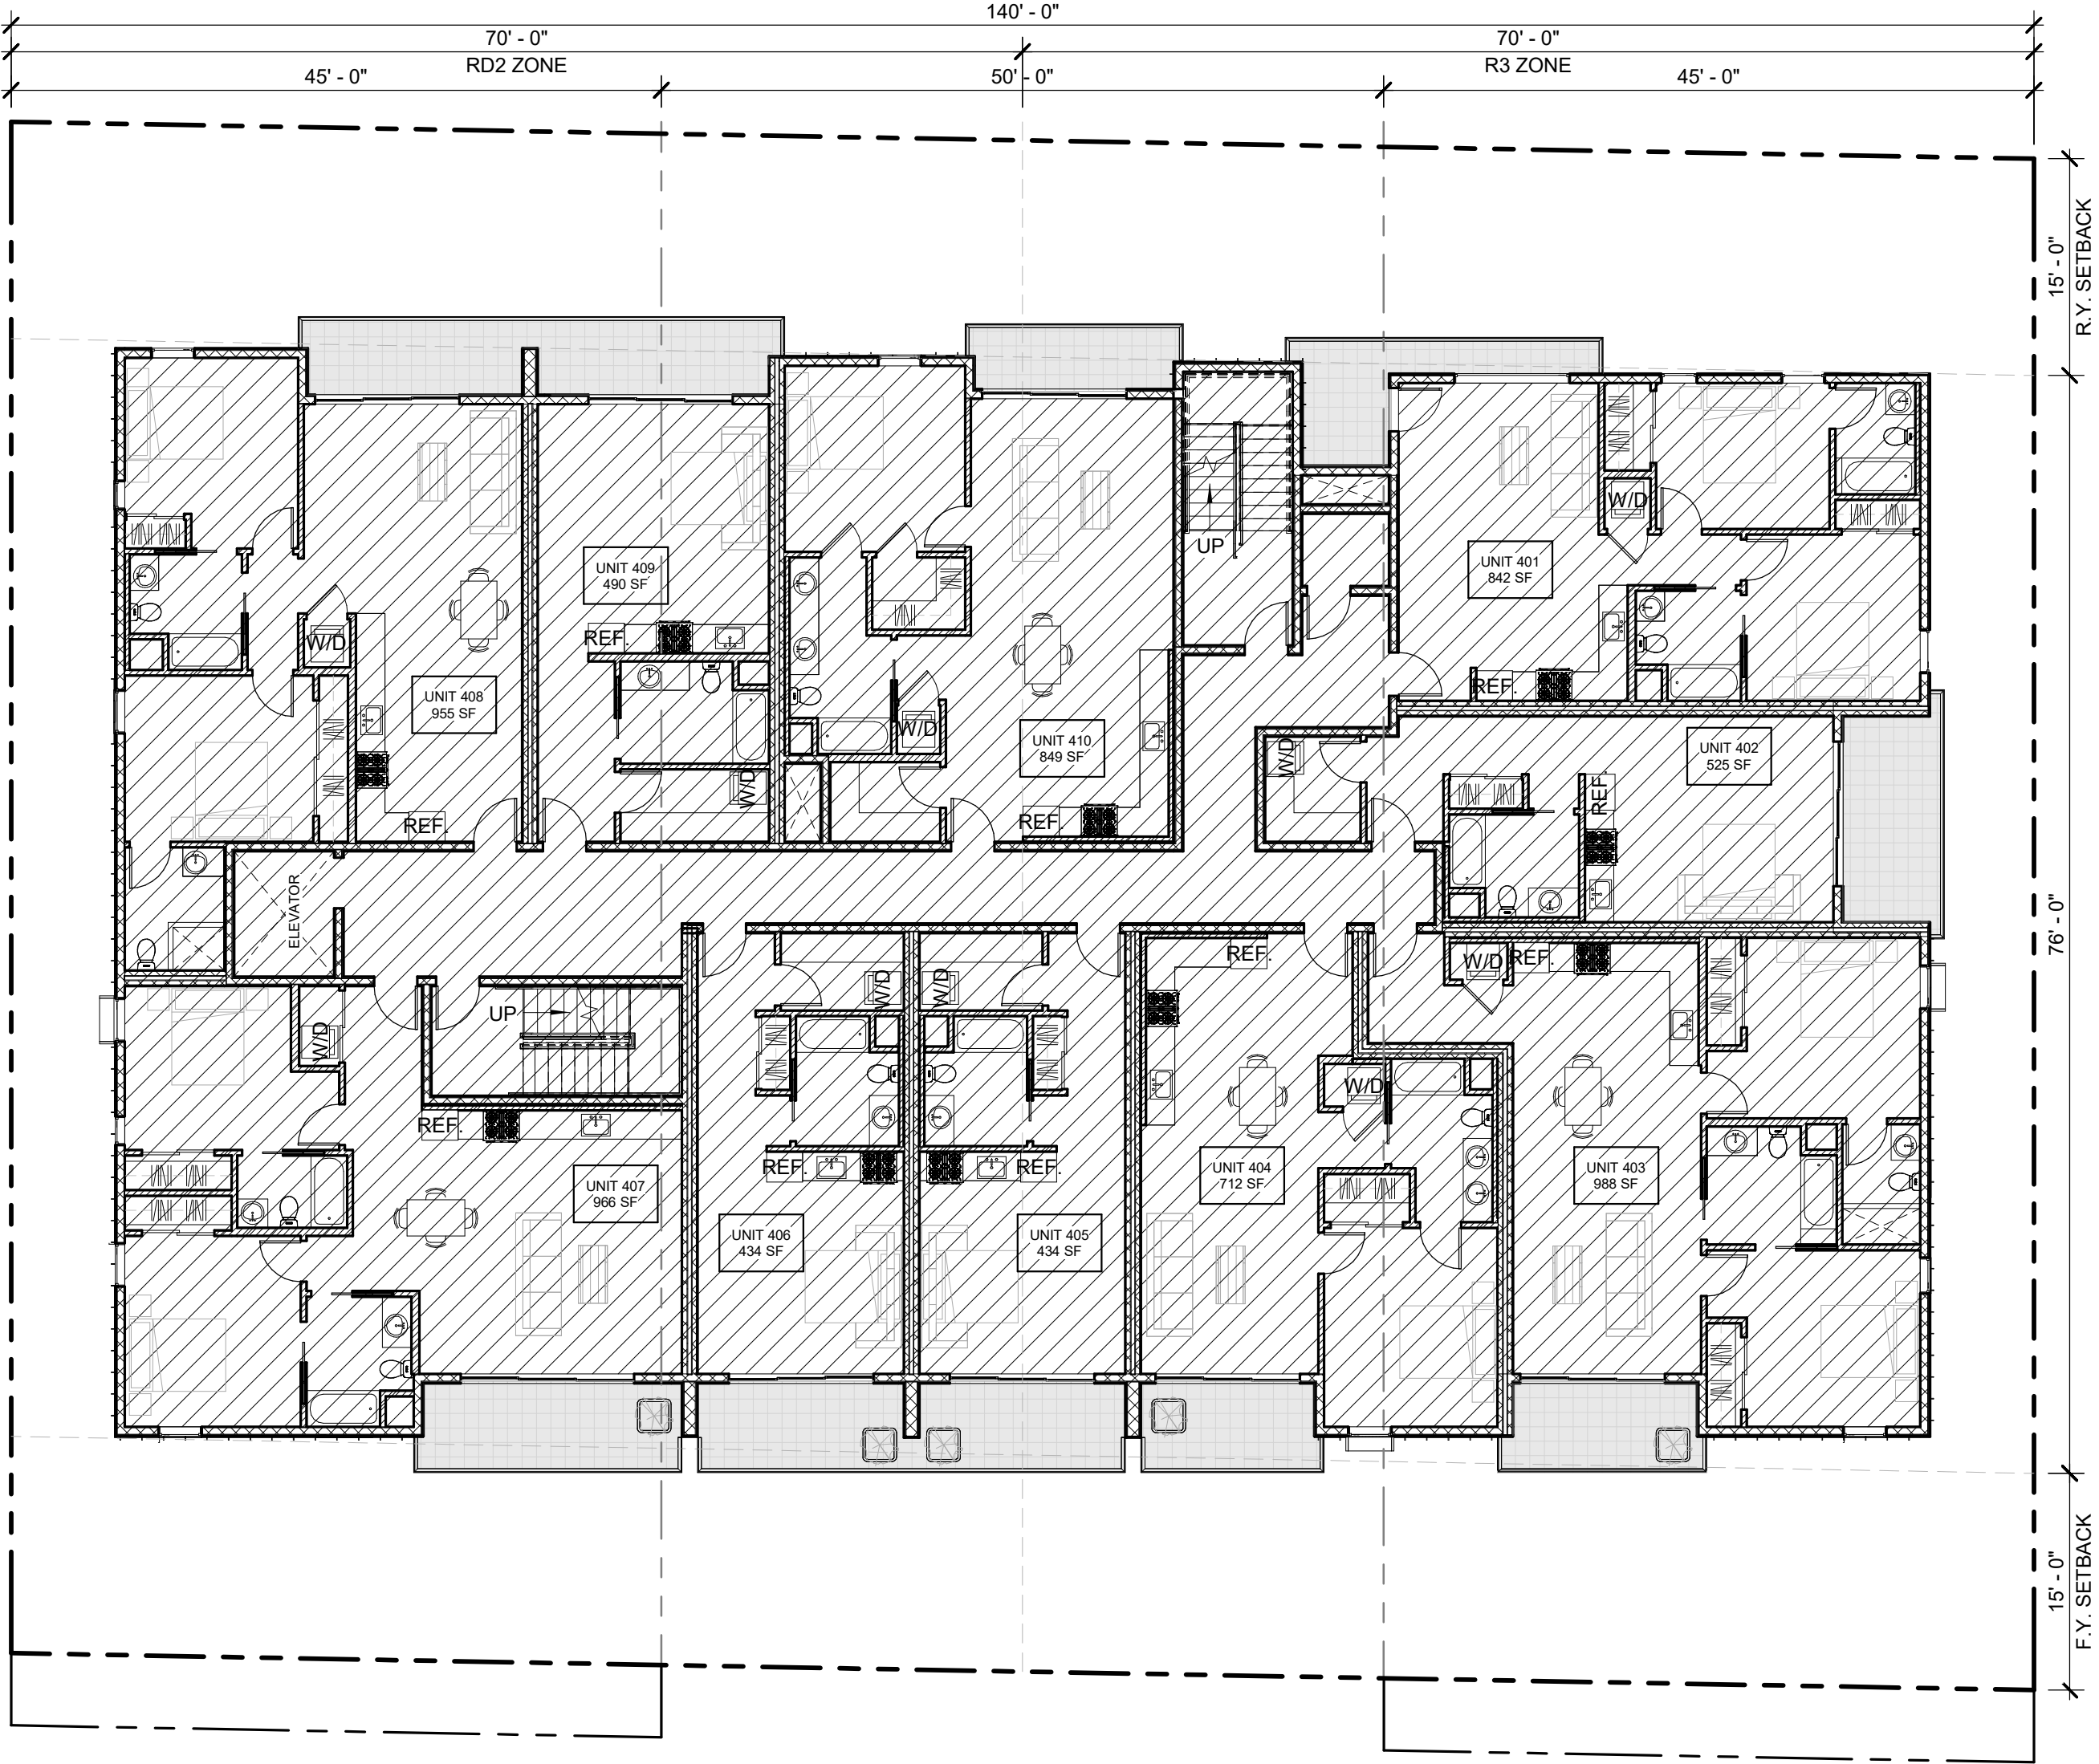 140' - 0"
70' - 0"
70' - 0"
RD2 ZONE
R3 ZONE
45' - 0"
50' - 0"
45' - 0"
15' - 0"
R.Y. SETBACK
UP
W/D
UNIT 409
490 SF
UNIT 401
842 SF
REF.
W/D
UNIT 408
955 SF
REF.
W/D
UNIT 410
849 SF
UNIT 402
525 SF
W/D
W/D
REF.
REF.
REF.
ELEVATOR
76' - 0"
REF.
W/D
REF.
W/D
W/D
UP
W/D
W/D
REF.
REF.
REF.
UNIT 404
712 SF
UNIT 403
988 SF
UNIT 407
966 SF
UNIT 406
434 SF
UNIT 405
434 SF
15' - 0"
F.Y. SETBACK